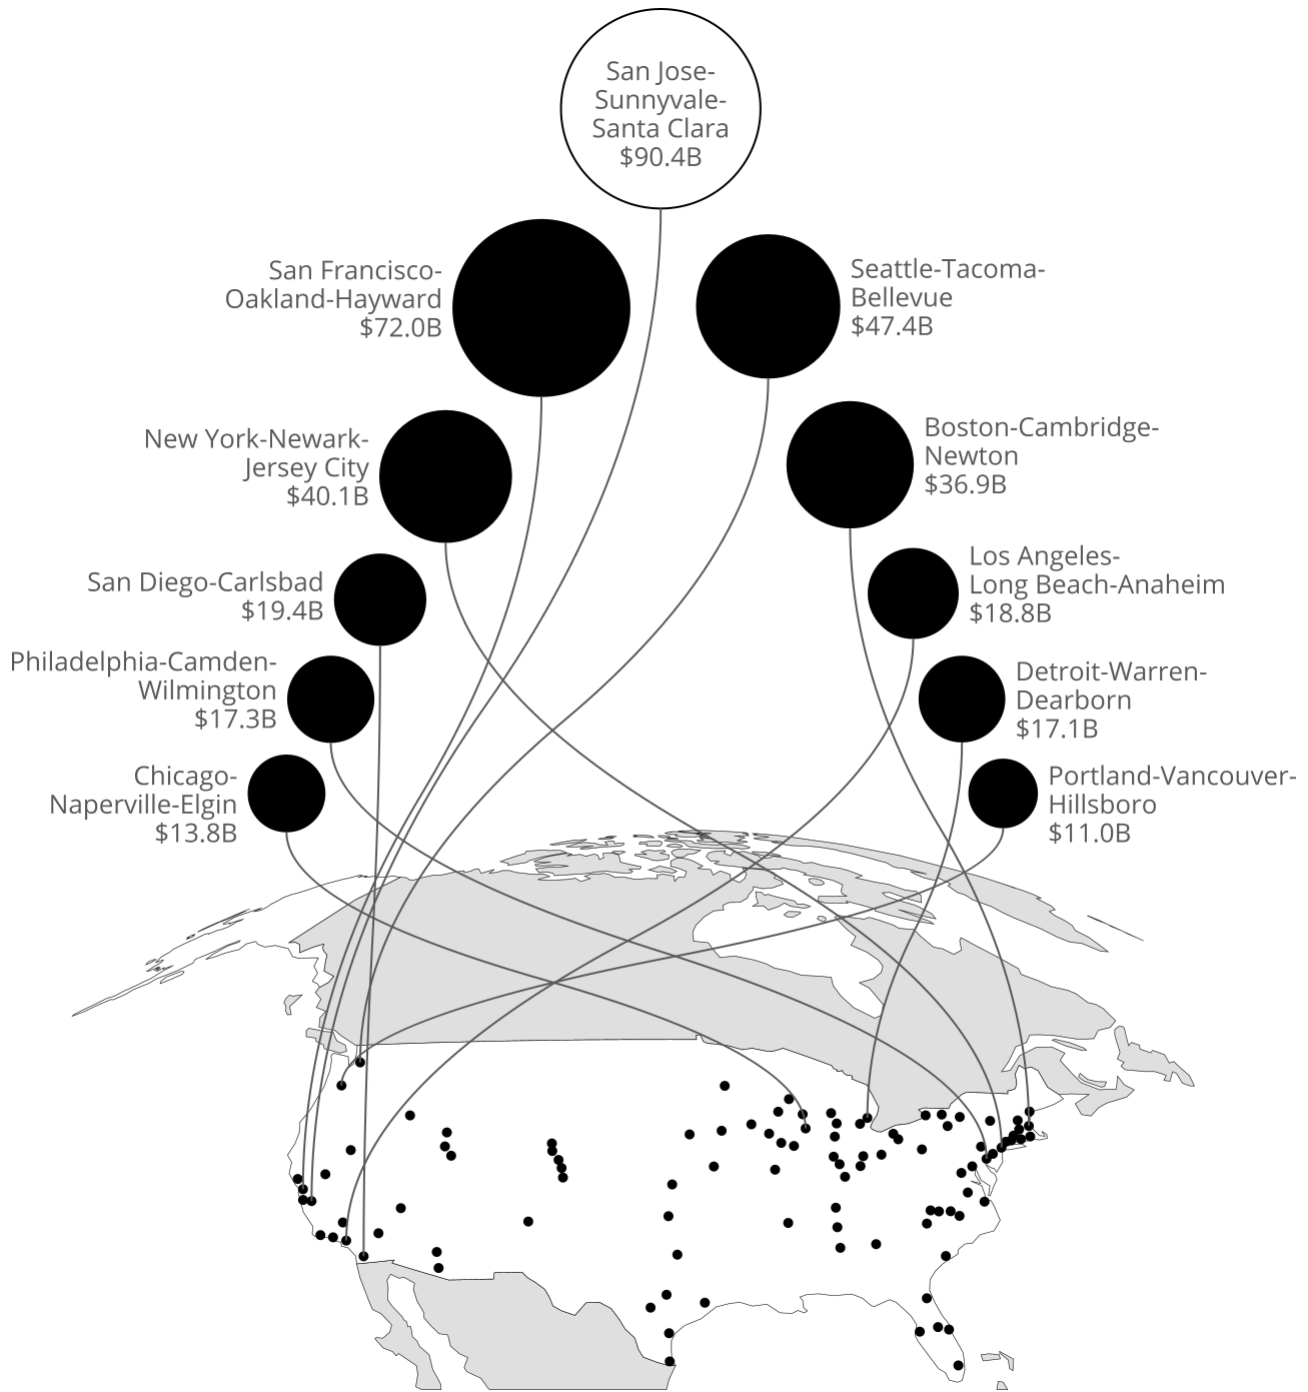 San Jose-
Sunnyvale-
Santa Clara
$90.4B
San Francisco-
Oakland-Hayward
$72.0B
Seattle-Tacoma-
Bellevue
$47.4B
New York-Newark-
Jersey City
$40.1B
Boston-Cambridge-
Newton
$36.9B
San Diego-Carlsbad
$19.4B
Los Angeles-
Long Beach-Anaheim
$18.8B
Philadelphia-Camden-
Wilmington
$17.3B
Detroit-Warren-
Dearborn
$17.1B
Chicago-
Naperville-Elgin
$13.8B
Portland-Vancouver-
Hillsboro
$11.0B